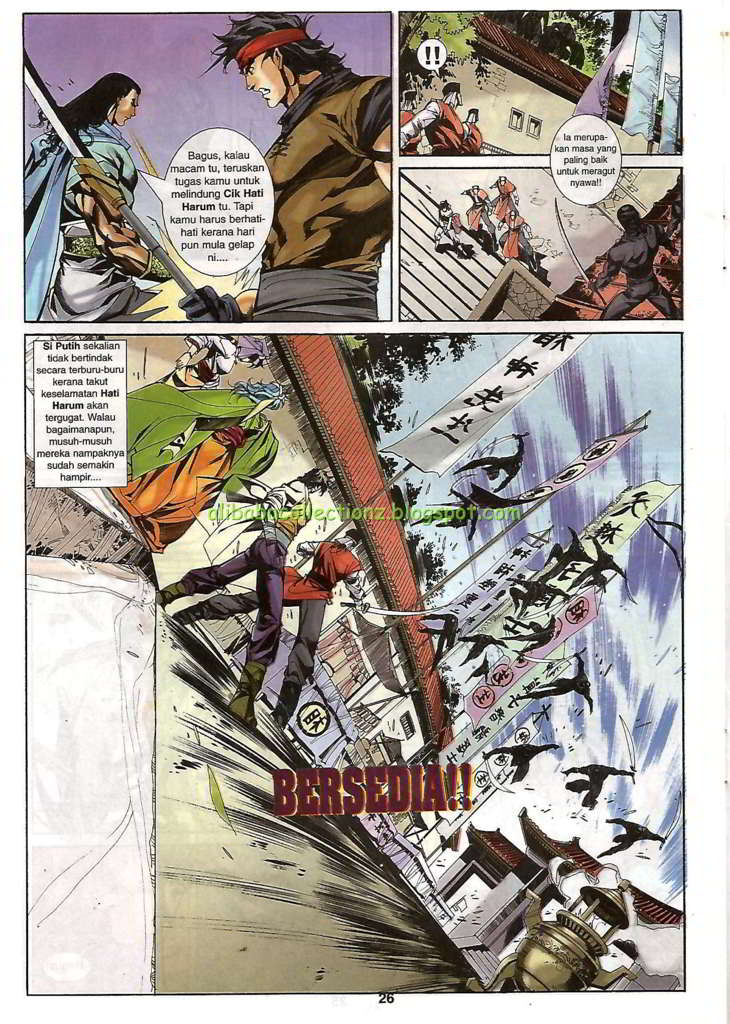 Bagus, kalau
macam tu, teruskan
tugas kamu untuk
melindung Cik Hati
Harum tu. Tapi
kamu harus berhati-
hati kerana hari
pun mula gelap
ni....
!!
Ia merupa-
kan masa yang
paling baik
untuk meragut
nyawa!!
Si Putih sekalian
tidak bertindak
secara terburu-buru
kerana takut
keselamatan Hati
Harum akan
tergugat. Walau
bagaimanapun,
musuh-musuh
mereka nampaknya
sudah semakin
hampir....
alibabacollectionz.blogspot.com
BERSEDIA!!
26